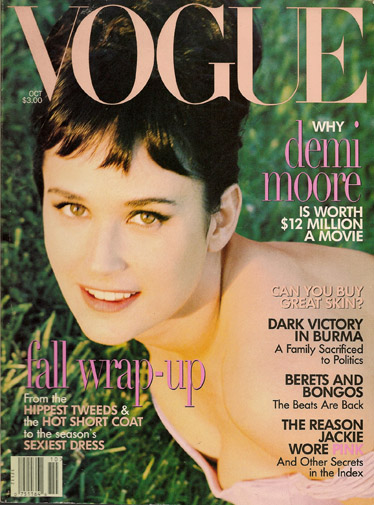 VOGUE
OCT
$3.00
WHY
demi
moore
IS WORTH
$12 MILLION
A MOVIE
CAN YOU BUY
GREAT SKIN?
DARK VICTORY
IN BURMA
A Family Sacrificed
to Politics
BERETS AND
BONGOS
The Beats Are Back
THE REASON
JACKIE
WORE PINK
And Other Secrets
in the Index
fall wrap-up
From the
HIPPEST TWEEDS &
the HOT SHORT COAT
to the season's
SEXIEST DRESS